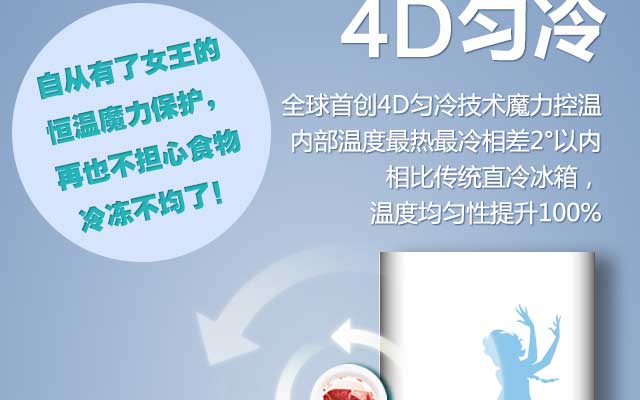 4D匀冷
自从有了女王的
恒温魔力保护，
再也不担心食物
冷冻不均了！
全球首创4D匀冷技术魔力控温
内部温度最热最冷相差2°以内
相比传统直冷冰箱，
温度均匀性提升100%